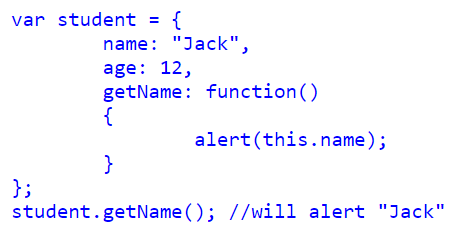 var student = {
        name: "Jack",
        age: 12,
        getName: function()
        {
                alert(this.name);
        }
};
student.getName(); //will alert "Jack"